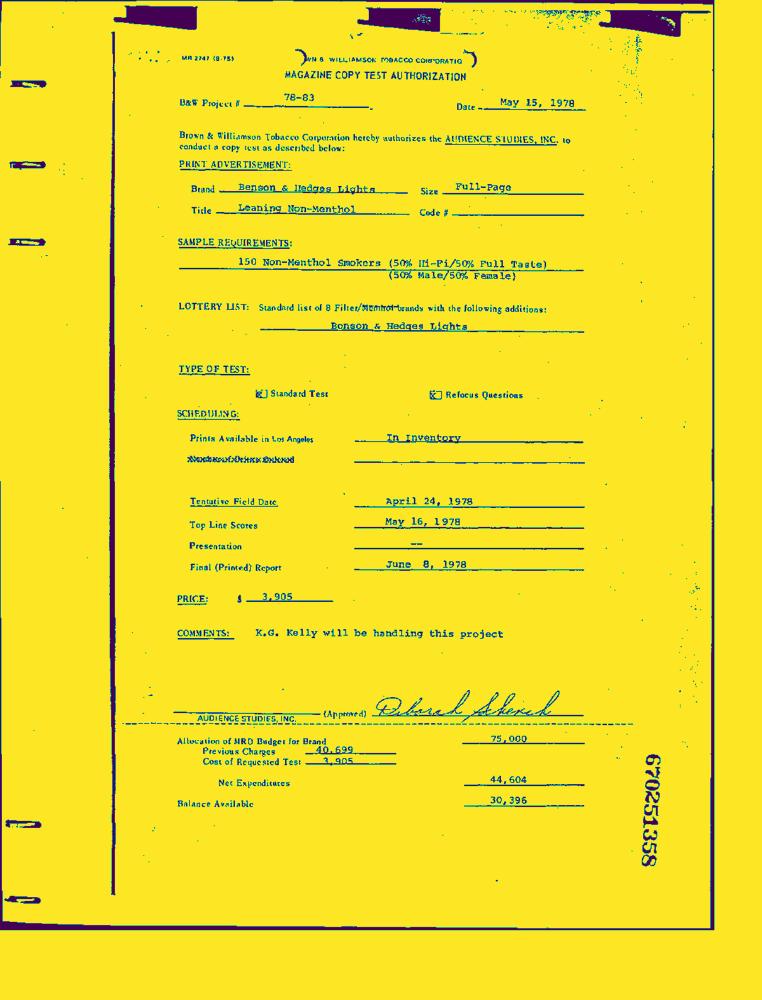 MR 2747 (8-75)
WN & WILLIAMSON TOBACCO CORPORATIO
MAGAZINE COPY TEST AUTHORIZATION
B&W Project # 78-83
Date May 15, 1978
Brown & Williamson Tobacco Corporation hereby authorizes the AUDIENCE STUDIES, INC. to
conduct a copy test as described below:
PRINT ADVERTISEMENT:
Brand Benson & Hedges Lights Size Full-Page
Title Leaning Non-Menthol Code #
SAMPLE REQUIREMENTS:
150 Non-Menthol Smokers (50% Hi-Fi/50% Full Taste)
(50% Male/50% Female)
LOTTERY LIST: Standard list of 8 Filter/Menthol brands with the following additions:
Benson & Hedges Lights
TYPE OF TEST:
Standard Test Refocus Questions
SCHEDULING:
Prints Available in Los Angeles In Inventory
Tentative Field Date April 24, 1978
Top Line Scores May 16, 1978
Presentation --
Final (Printed) Report June 8, 1978
PRICE: $ 3,905
COMMENTS: K.G. Kelly will be handling this project
(Approved) Deborah
AUDIENCE STUDIES, INC.
Allocation of MRD Budget for Brand 75,000
Previous Charges 40,699
Cost of Requested Test 3,905
Net Expenditures 44,604
Balance Available 30,396
670251358